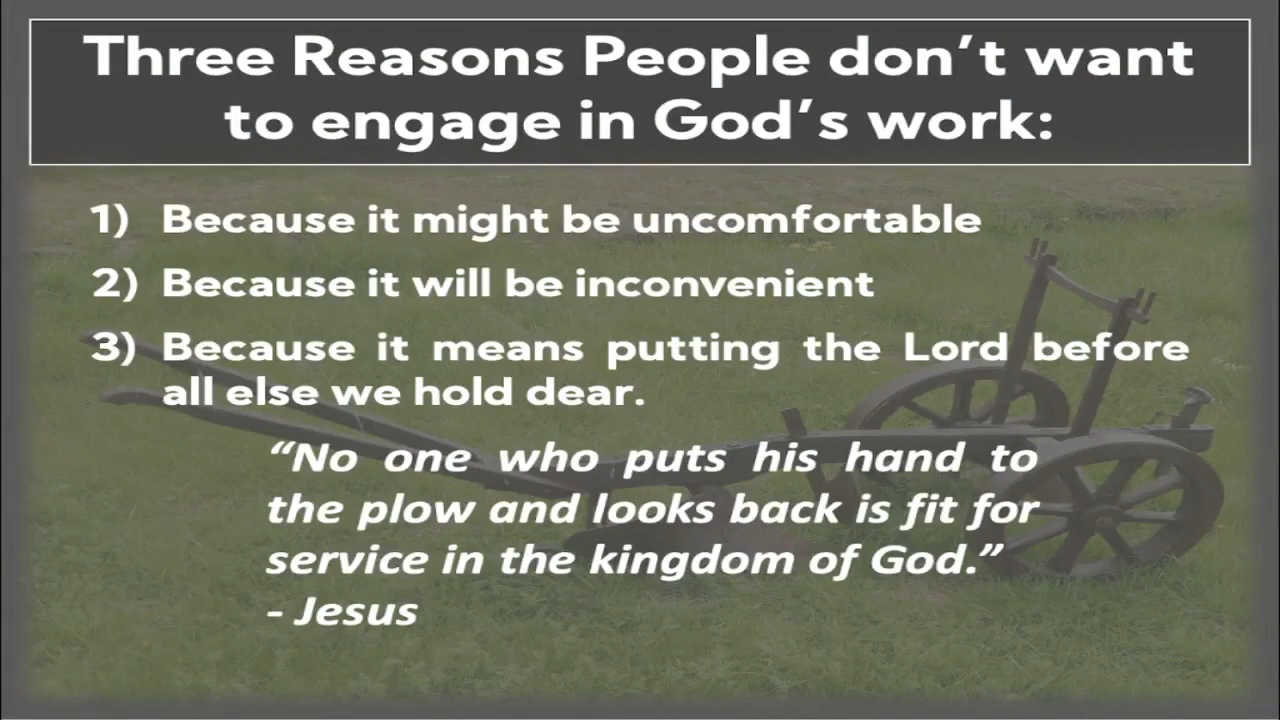 Three Reasons People don’t want
to engage in God’s work:
1) Because it might be uncomfortable
2) Because it will be inconvenient
3) Because it means putting the Lord before
all else we hold dear.
“No one who puts his hand to
the plow and looks back is fit for
service in the kingdom of God.”
- Jesus